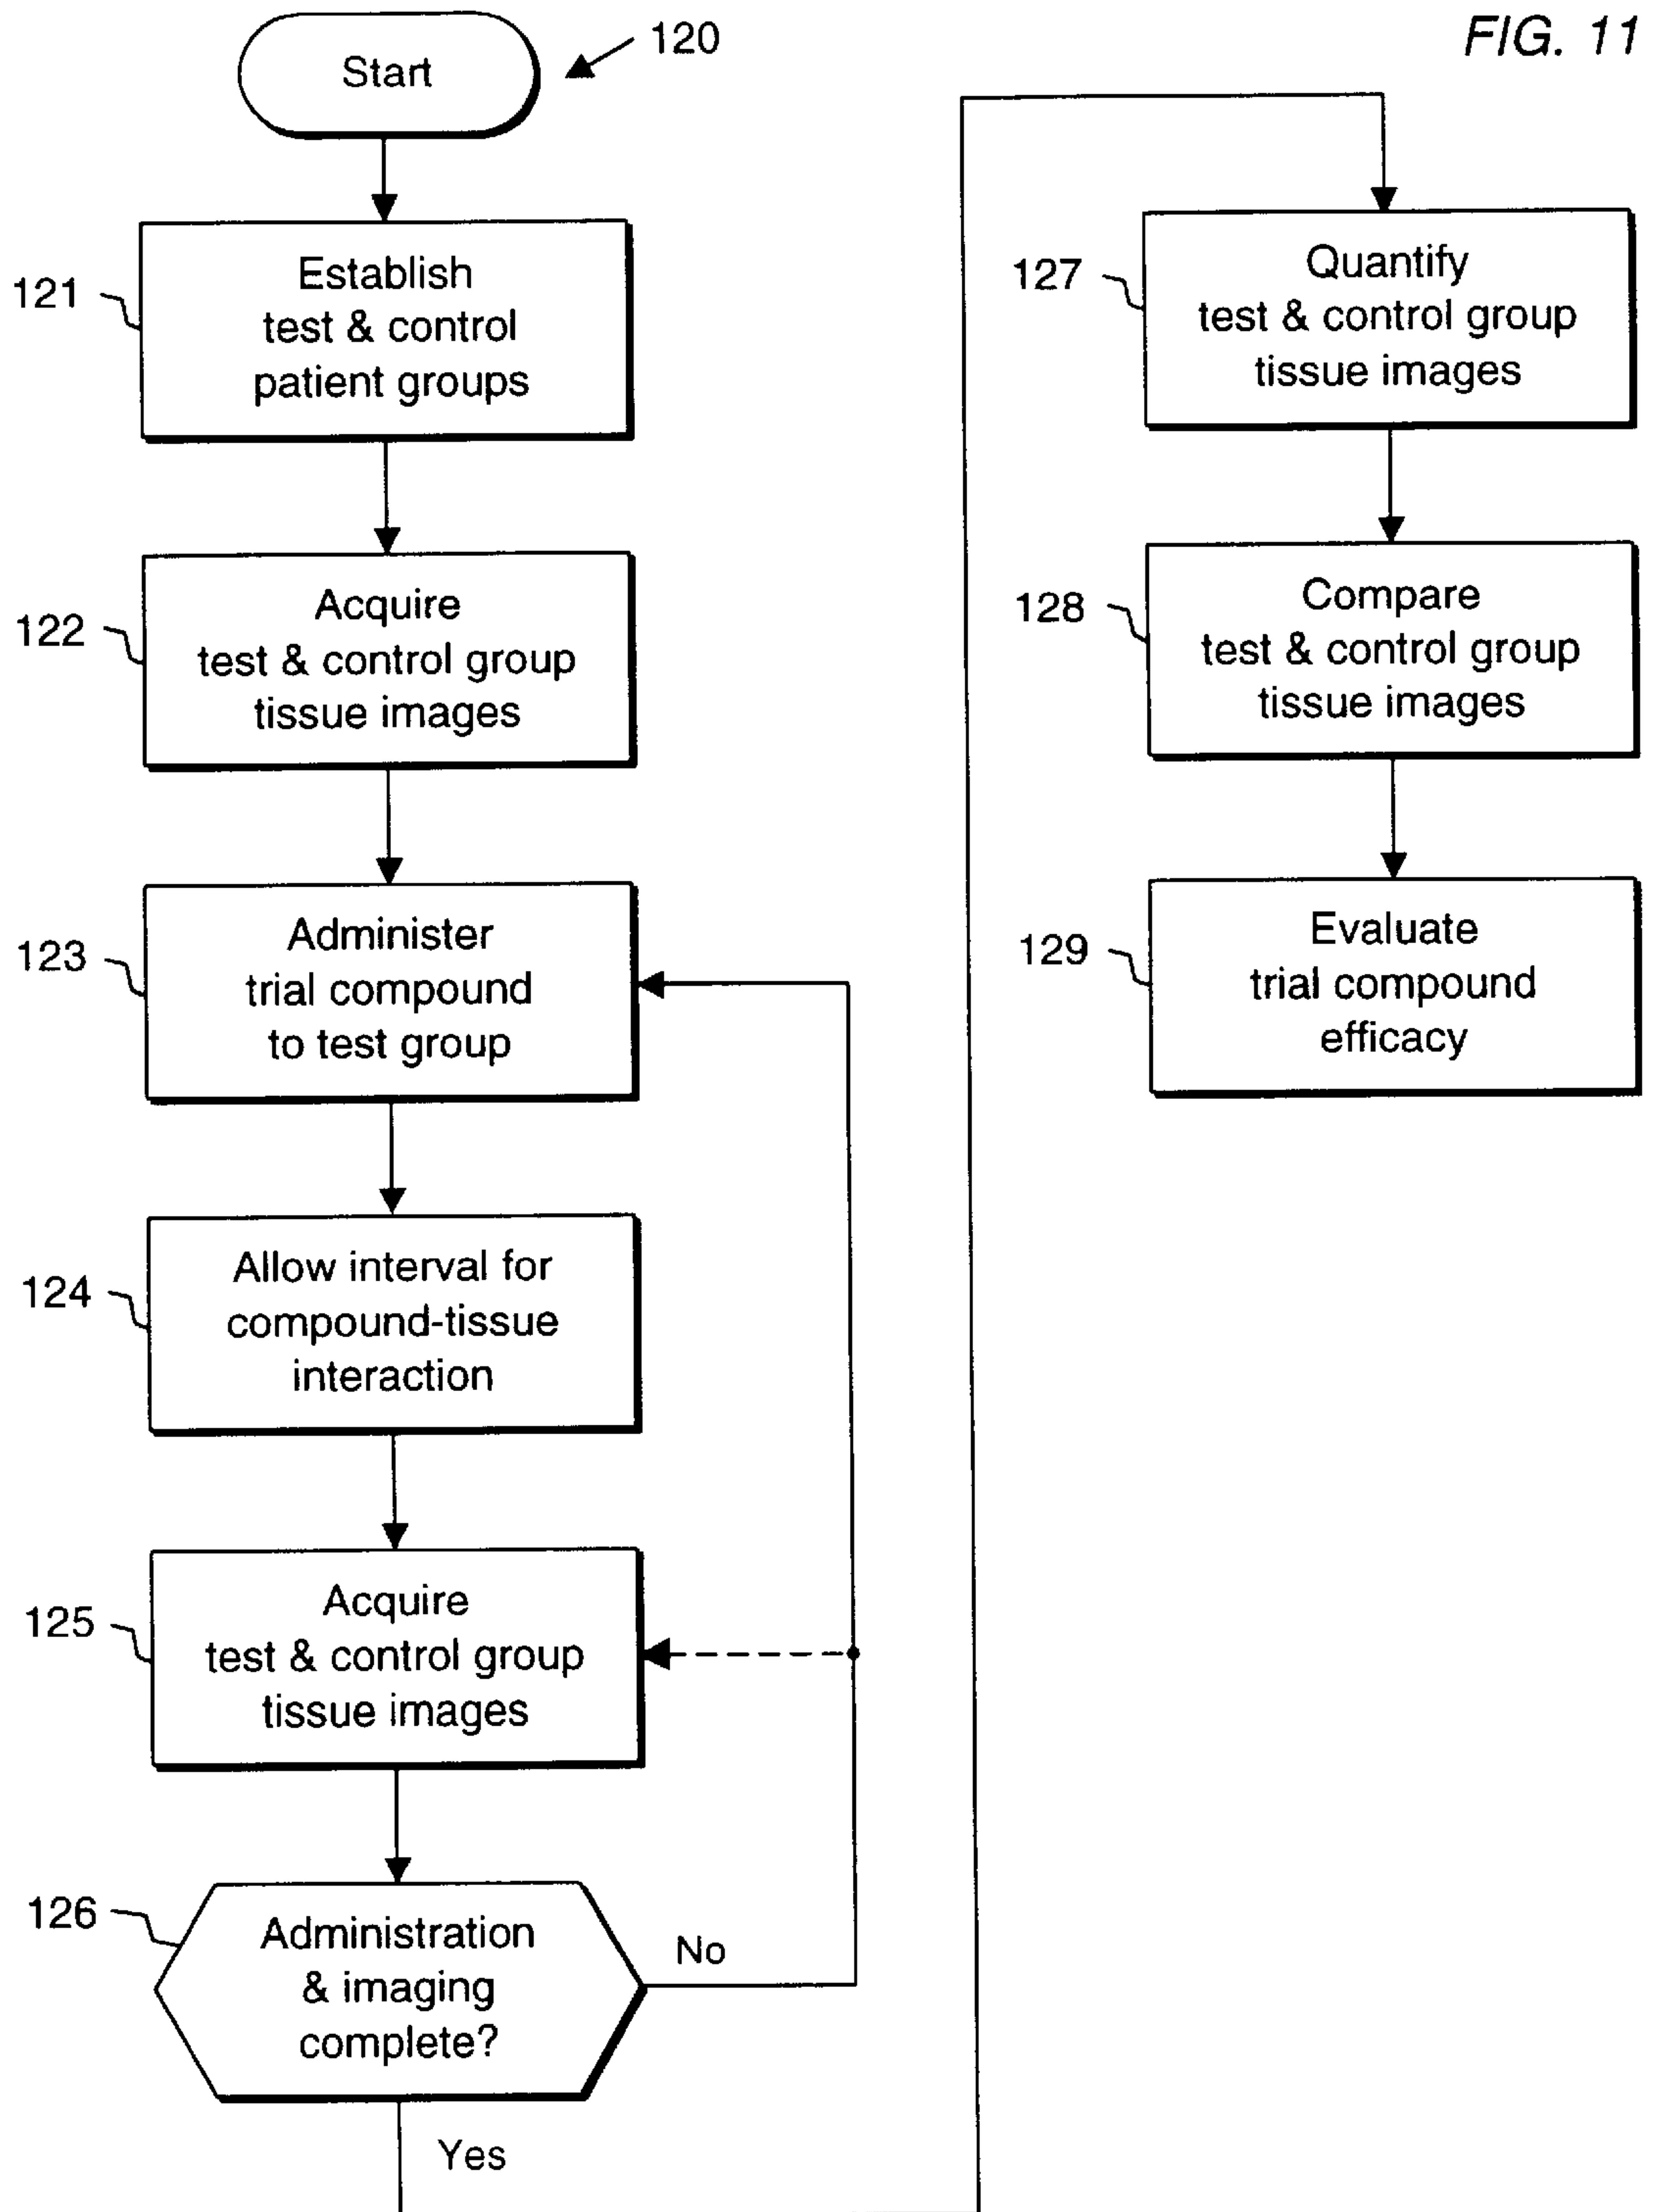 FIG. 11
Start
120
121
Establish
test & control
patient groups
122
Acquire
test & control group
tissue images
123
Administer
trial compound
to test group
124
Allow interval for
compound-tissue
interaction
125
Acquire
test & control group
tissue images
126
Administration
& imaging
complete?
No
Yes
127
Quantify
test & control group
tissue images
128
Compare
test & control group
tissue images
129
Evaluate
trial compound
efficacy